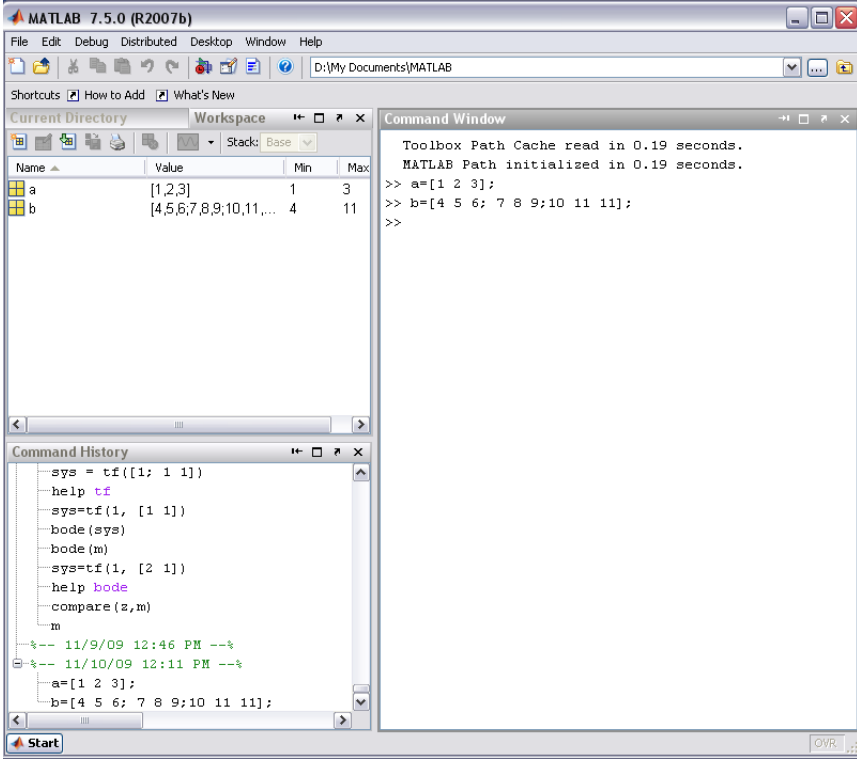 MATLAB 7.5.0 (R2007b)
File Edit Debug Distributed Desktop Window Help
D:\My Documents\MATLAB
Shortcuts How to Add What's New
Current Directory Workspace
Stack: Base
Name Value Min Max
a [1,2,3] 1 3
b [4,5,6;7,8,9;10,11,... 4 11
Command History
sys = tf([1; 1 1])
help tf
sys=tf(1, [1 1])
bode(sys)
bode(m)
sys=tf(1, [2 1])
help bode
compare(z,m)
m
%-- 11/9/09 12:46 PM --%
%-- 11/10/09 12:11 PM --%
a=[1 2 3];
b=[4 5 6; 7 8 9;10 11 11];
Command Window
Toolbox Path Cache read in 0.19 seconds.
MATLAB Path initialized in 0.19 seconds.
>> a=[1 2 3];
>> b=[4 5 6; 7 8 9;10 11 11];
>>
Start
OVR